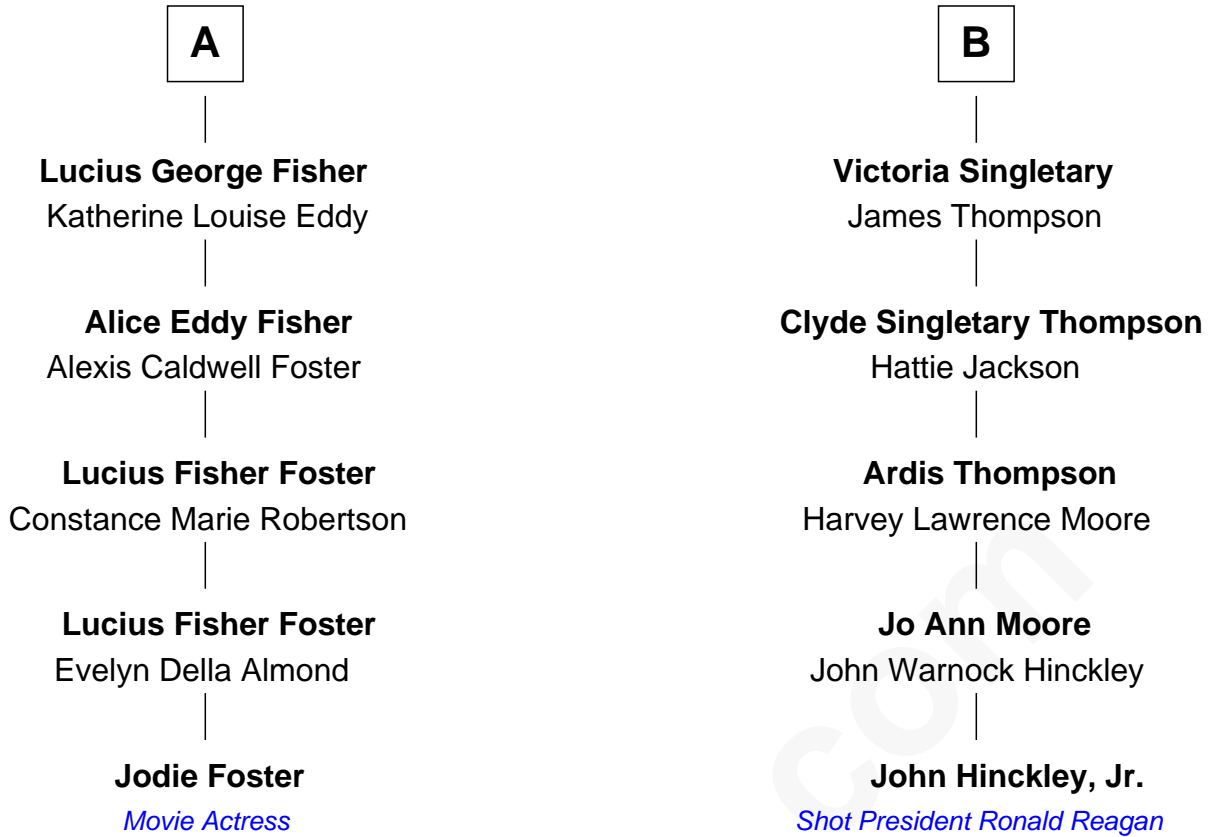 A
Lucius George Fisher
Katherine Louise Eddy
Alice Eddy Fisher
Alexis Caldwell Foster
Lucius Fisher Foster
Constance Marie Robertson
Lucius Fisher Foster
Evelyn Della Almond
Jodie Foster
Movie Actress
B
Victoria Singletary
James Thompson
Clyde Singletary Thompson
Hattie Jackson
Ardis Thompson
Harvey Lawrence Moore
Jo Ann Moore
John Warnock Hinckley
John Hinckley, Jr.
Shot President Ronald Reagan
com